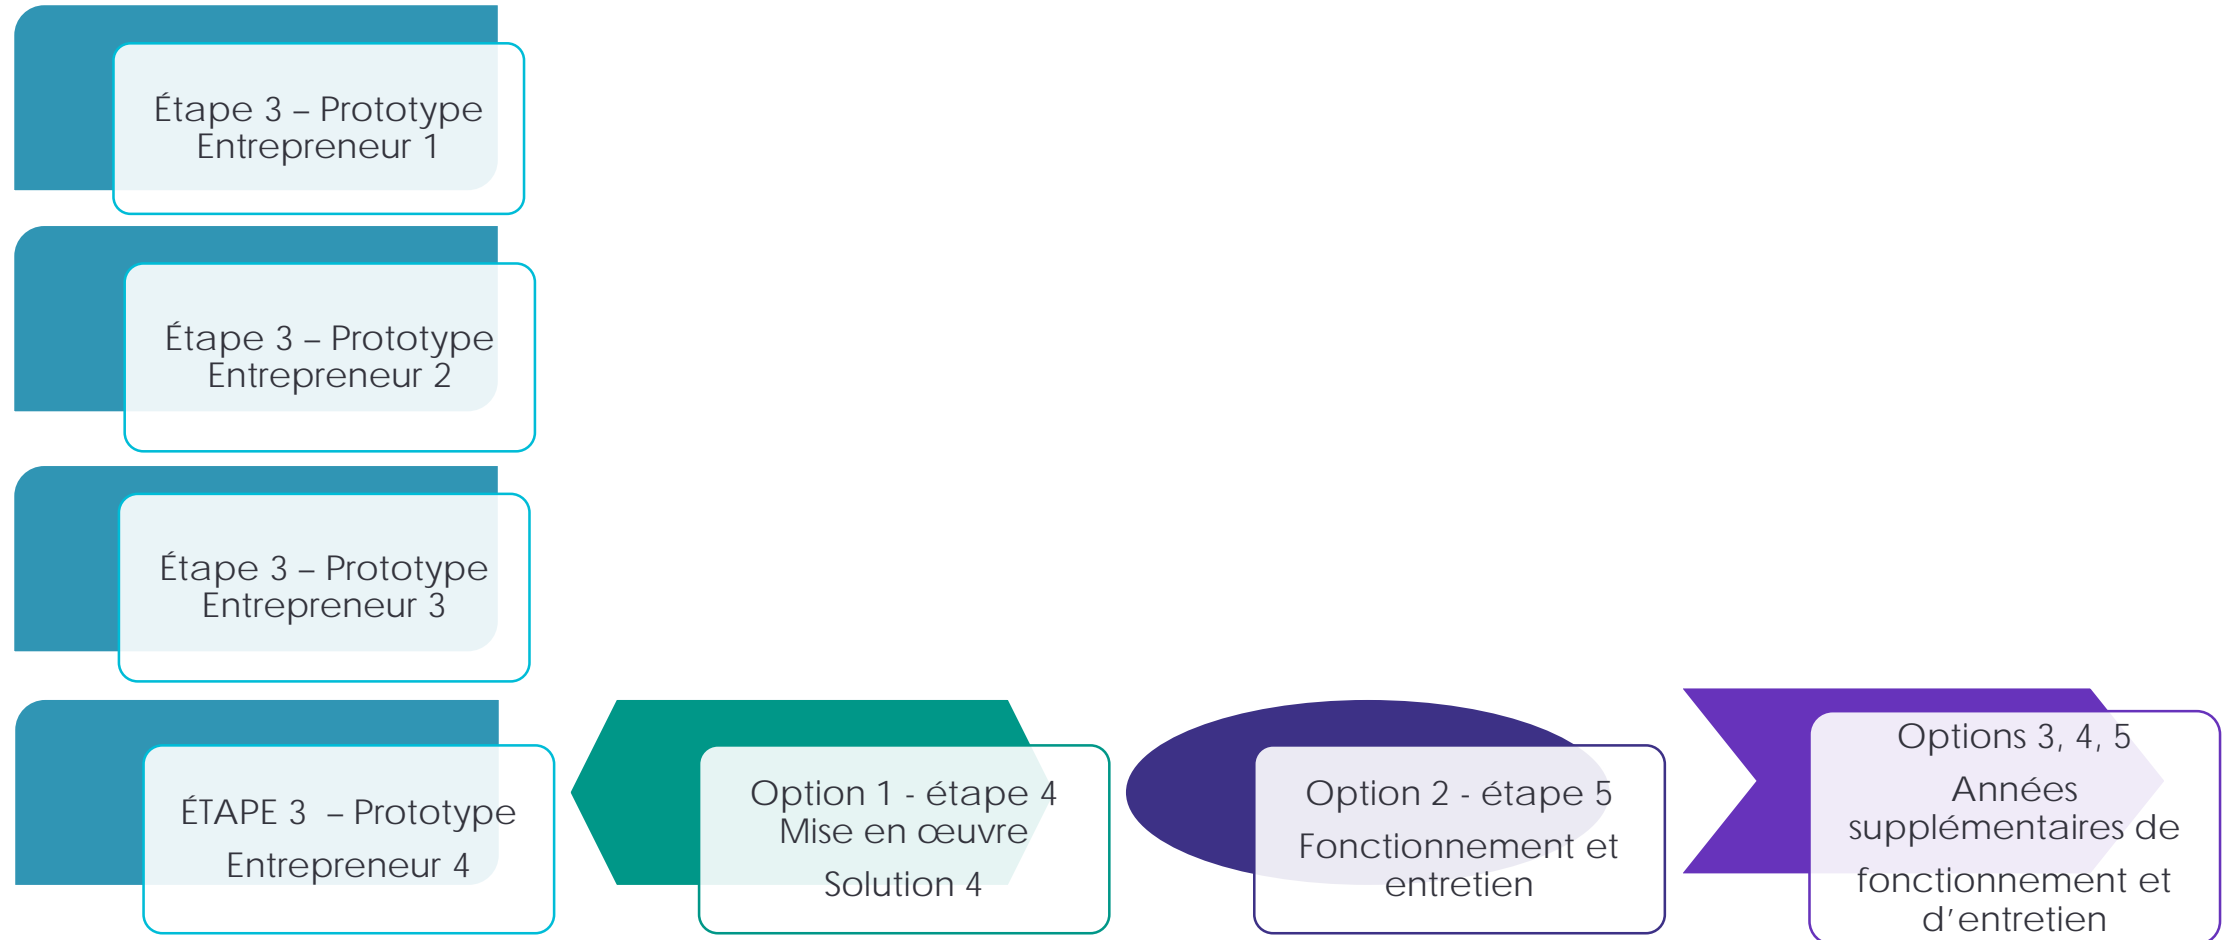 Étape 3 – Prototype
Entrepreneur 1
Étape 3 – Prototype
Entrepreneur 2
Étape 3 – Prototype
Entrepreneur 3
ÉTAPE 3 – Prototype
Entrepreneur 4
Option 1 - étape 4
Mise en œuvre
Solution 4
Option 2 - étape 5
Fonctionnement et
entretien
Options 3, 4, 5
Années
supplémentaires de
fonctionnement et
d’entretien